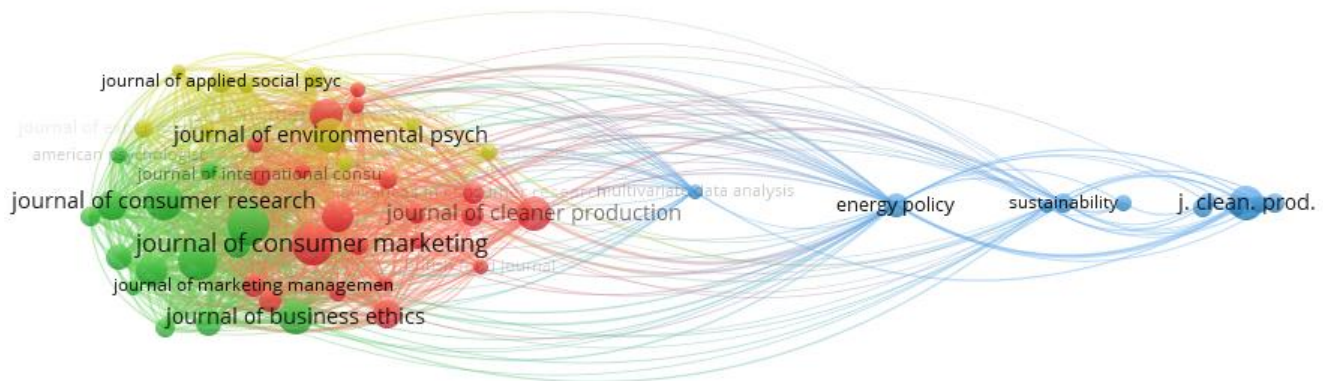 journal of applied social psyc
journal of environmental psych
american psychologist
journal of international consu
multivariate data analysis
journal of consumer research
energy policy
sustainability
j. clean. prod.
journal of cleaner production
journal of consumer marketing
journal
journal of marketing managemen
journal of business ethics